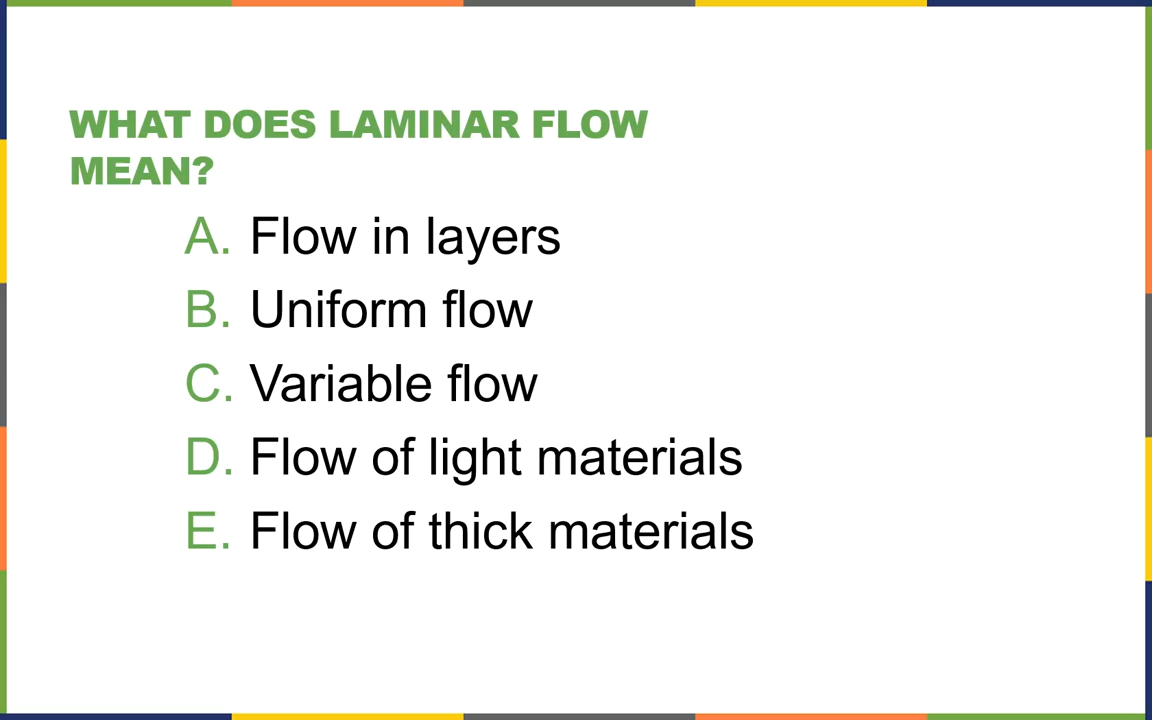 WHAT DOES LAMINAR FLOW
MEAN?
A. Flow in layers
B. Uniform flow
C. Variable flow
D. Flow of light materials
E. Flow of thick materials